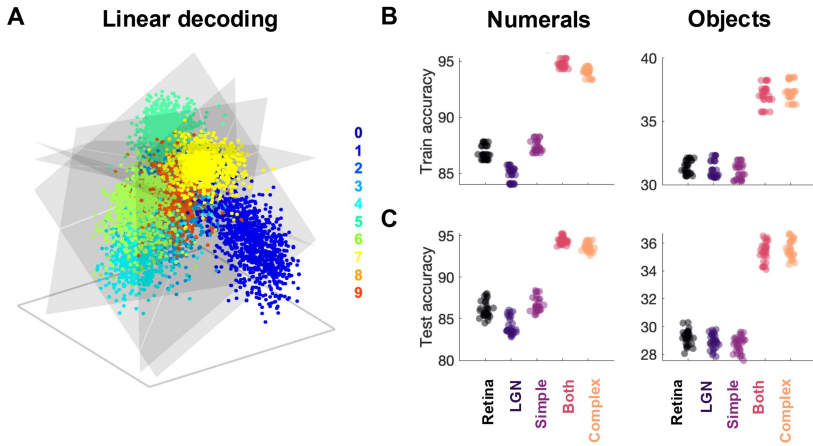 A
Linear decoding
0
1
2
3
4
5
6
7
8
9
B
Numerals
Objects
Train accuracy
95
90
85
40
35
30
C
Test accuracy
95
90
85
80
36
34
32
30
28
Retina
LGN
Simple
Both
Complex
Retina
LGN
Simple
Both
Complex